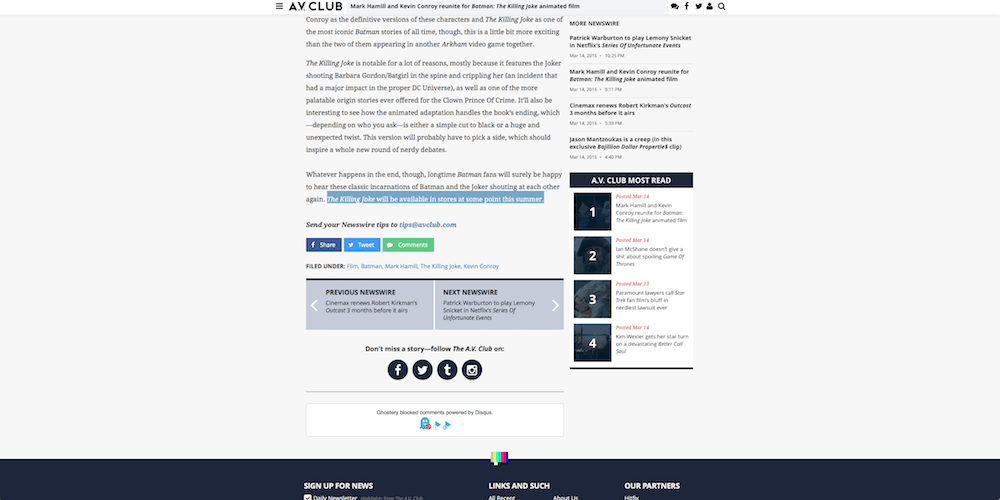 A.V. CLUB Mark Hamill and Kevin Conroy reunite for Batman: The Killing Joke animated film
Conroy as the definitive versions of these characters and The Killing Joke as one of
the most iconic Batman stories of all time, though, this is a little bit more exciting
than the two of them appearing in another Arkham video game together.
The Killing Joke is notable for a lot of reasons, mostly because it features the Joker
shooting Barbara Gordon/Batgirl in the spine and crippling her (an incident that
had a major impact in the proper DC Universe), as well as one of the more
palatable origin stories ever offered for the Clown Prince Of Crime. It'll also be
interesting to see how the animated adaptation handles the book's ending, which
—depending on who you ask—is either a simple cut to black or a huge and
unexpected twist. This version will probably have to pick a side, which should
inspire a whole new round of nerdy debates.
Whatever happens in the end, though, longtime Batman fans will surely be happy
to hear these classic incarnations of Batman and the Joker shouting at each other
again. The Killing Joke will be available in stores at some point this summer.
Send your Newswire tips to tips@avclub.com
Share Tweet Comments
FILED UNDER: Film, Batman, Mark Hamill, The Killing Joke, Kevin Conroy
PREVIOUS NEWSWIRE
Cinemax renews Robert Kirkman's
Outcast 3 months before it airs
NEXT NEWSWIRE
Patrick Warburton to play Lemony
Snicket in Netflix's Series Of
Unfortunate Events
Don't miss a story—follow The A.V. Club on:
Ghostery blocked comments powered by Disqus.
MORE NEWSWIRE
Patrick Warburton to play Lemony Snicket
in Netflix's Series Of Unfortunate Events
Mar 14, 2016 • 10:25 PM
Mark Hamill and Kevin Conroy reunite for
Batman: The Killing Joke animated film
Mar 14, 2016 • 9:11 PM
Cinemax renews Robert Kirkman's Outcast
3 months before it airs
Mar 14, 2016 • 5:39 PM
Jason Mantzoukas is a creep (in this
exclusive Bajillion Dollar Propertie$ clip)
Mar 14, 2016 • 4:40 PM
A.V. CLUB MOST READ
1
Posted Mar 14
Mark Hamill and Kevin
Conroy reunite for Batman:
The Killing Joke animated film
2
Posted Mar 14
Ian McShane doesn't give a
shit about spoiling Game Of
Thrones
3
Posted Mar 13
Paramount lawyers call Star
Trek fan film's bluff in
nerdiest lawsuit ever
4
Posted Mar 14
Kim Wexler gets her star turn
on a devastating Better Call
Saul
SIGN UP FOR NEWS
Daily Newsletter Highlights from The A.V. Club
LINKS AND SUCH
All Recent About Us
OUR PARTNERS
Hitfix